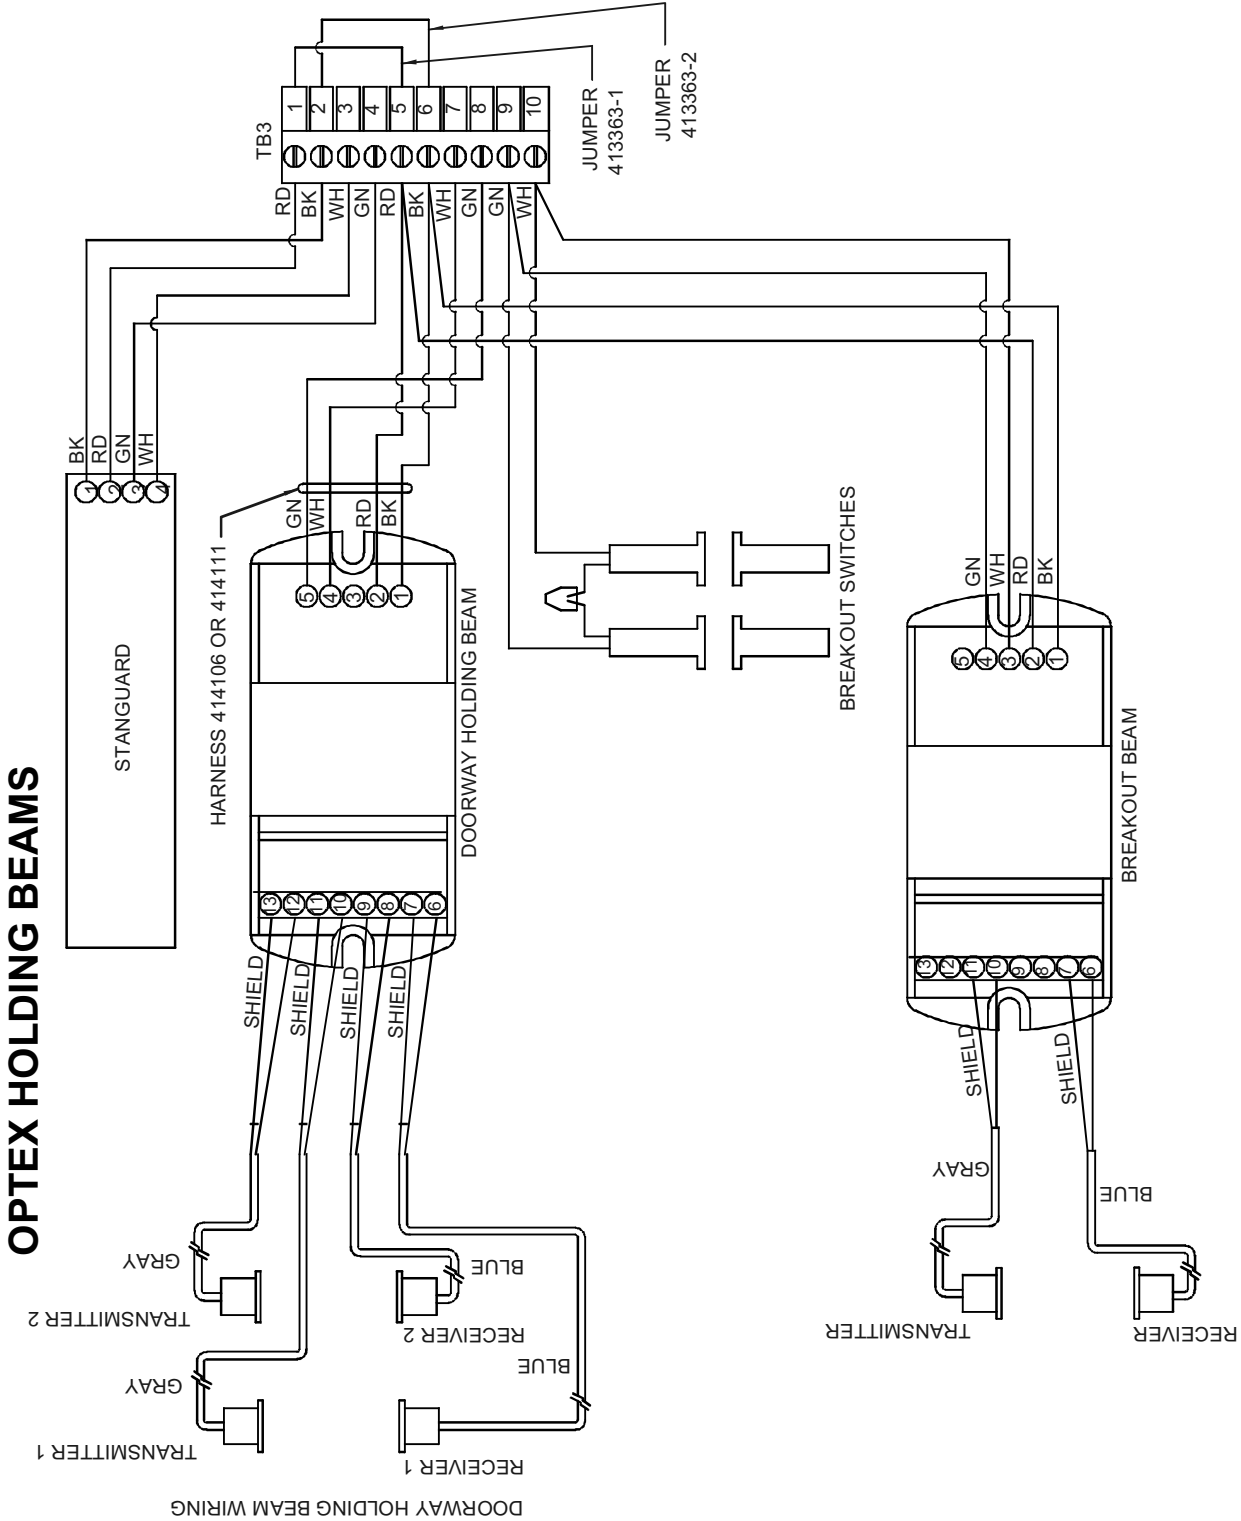 OPTEX HOLDING BEAMS
STANGUARD
1
2
3
4
BK
RD
GN
WH
TB3
1
2
3
4
5
6
7
8
9
10
RD
BK
WH
GN
RD
BK
WH
GN
GN
WH
JUMPER
413363-1
JUMPER
413363-2
HARNESS 414106 OR 414111
GN
WH
RD
BK
5
4
3
2
1
DOORWAY HOLDING BEAM
13
12
11
10
9
8
7
6
SHIELD
SHIELD
SHIELD
SHIELD
GRAY
TRANSMITTER 2
GRAY
TRANSMITTER 1
BLUE
RECEIVER 2
BLUE
RECEIVER 1
DOORWAY HOLDING BEAM WIRING
BREAKOUT SWITCHES
GN
WH
RD
BK
5
4
3
2
1
BREAKOUT BEAM
13
12
11
10
9
8
7
6
SHIELD
SHIELD
GRAY
TRANSMITTER
BLUE
RECEIVER